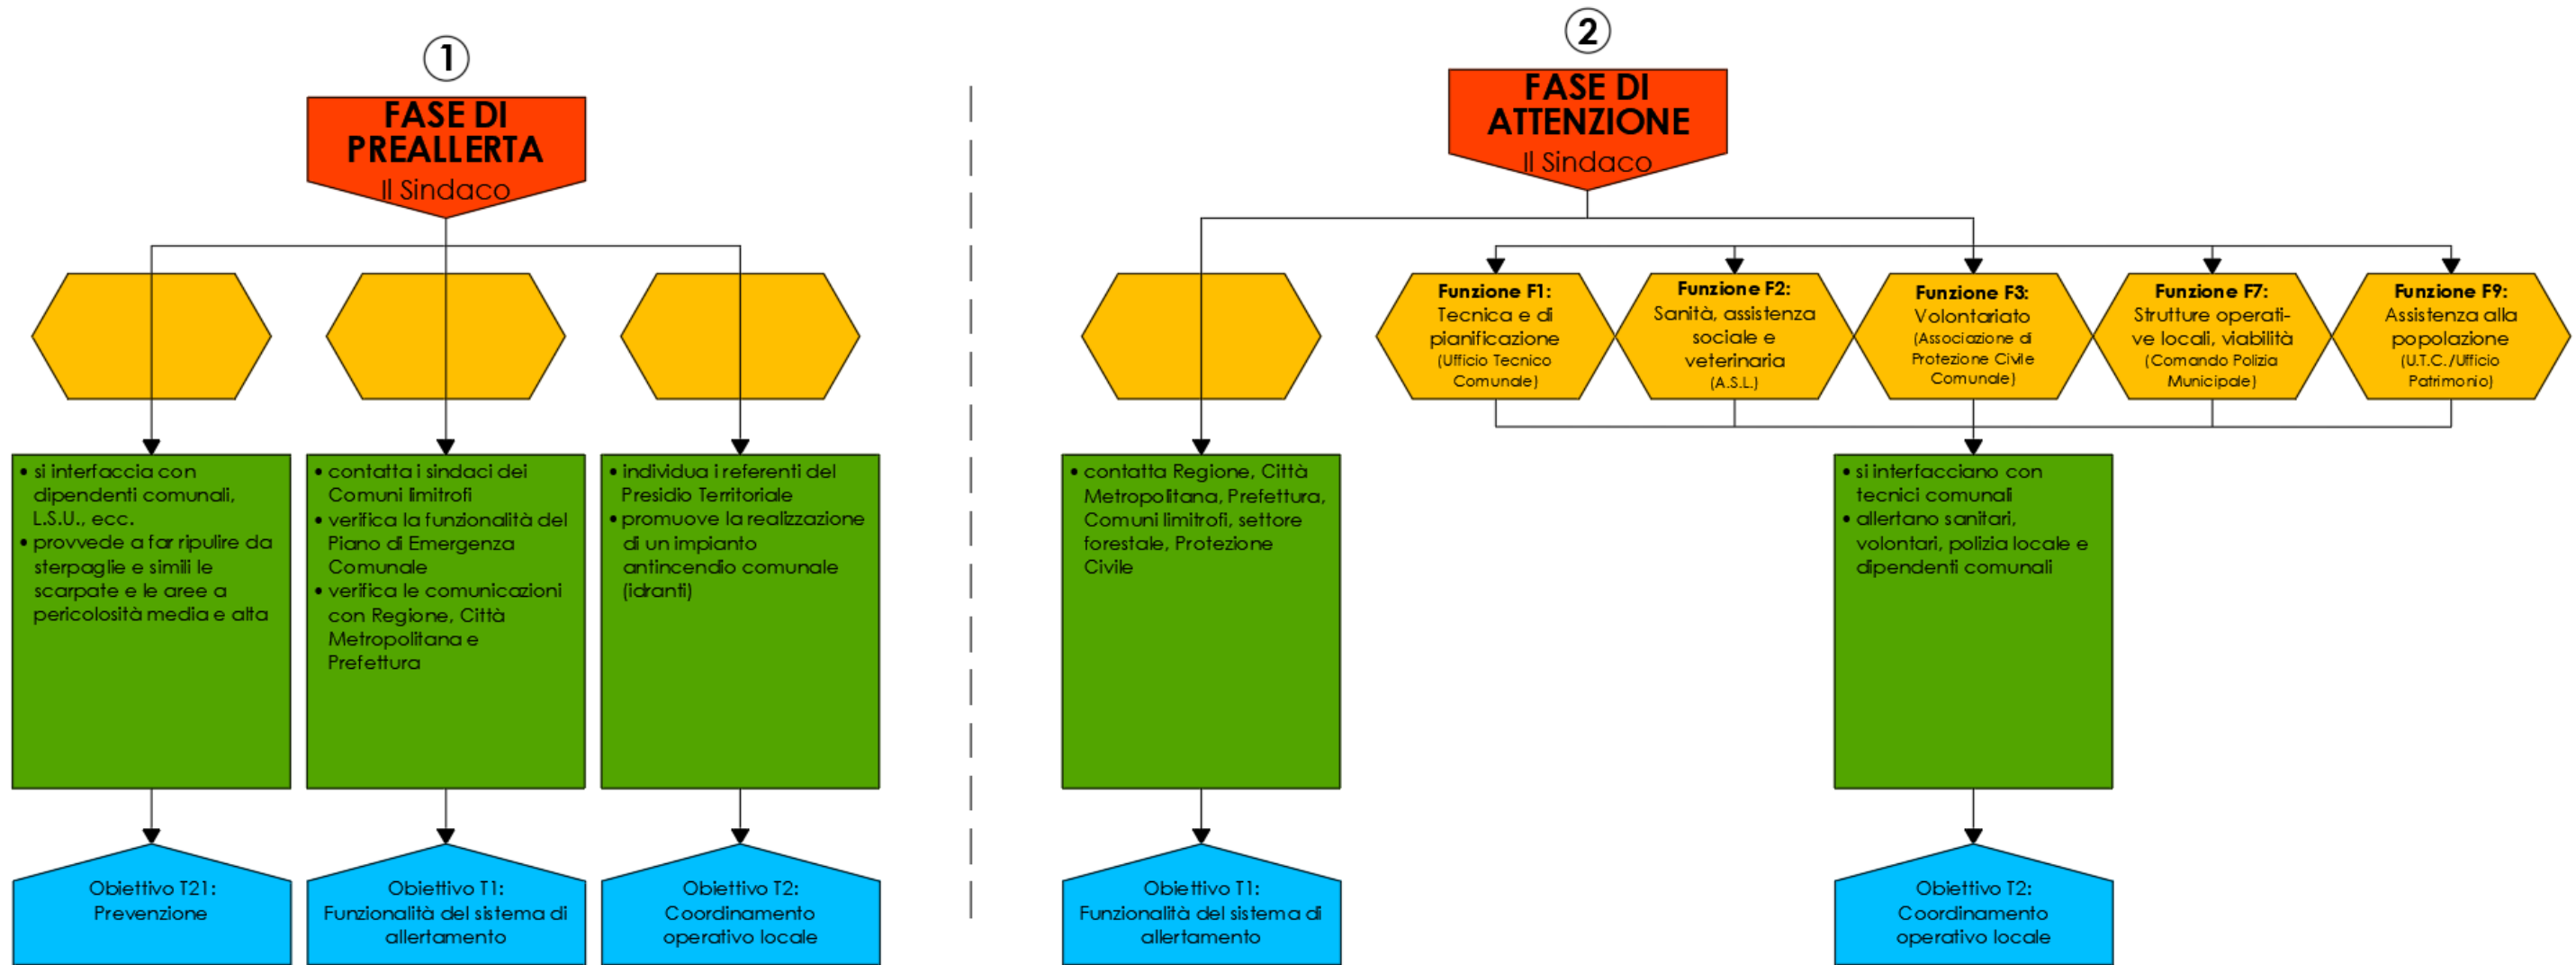 1
FASE DI
PREALLERTA
Il Sindaco
• si interfaccia con
dipendenti comunali,
L.S.U., ecc.
• provvede a far ripulire da
sterpaglie e simili le
scarpate e le aree a
pericolosità media e alta
• contatta i sindaci dei
Comuni limitrofi
• verifica la funzionalità del
Piano di Emergenza
Comunale
• verifica le comunicazioni
con Regione, Città
Metropolitana e
Prefettura
• individua i referenti del
Presidio Territoriale
• promuove la realizzazione
di un impianto
antincendio comunale
(idranti)
Obiettivo T21:
Prevenzione
Obiettivo T1:
Funzionalità del sistema di
allertamento
Obiettivo T2:
Coordinamento
operativo locale
2
FASE DI
ATTENZIONE
Il Sindaco
Funzione F1:
Tecnica e di
pianificazione
(Ufficio Tecnico
Comunale)
Funzione F2:
Sanità, assistenza
sociale e
veterinaria
(A.S.L.)
Funzione F3:
Volontariato
(Associazione di
Protezione Civile
Comunale)
Funzione F7:
Strutture operati-
ve locali, viabilità
(Comando Polizia
Municipale)
Funzione F9:
Assistenza alla
popolazione
(U.T.C./Ufficio
Patrimonio)
• contatta Regione, Città
Metropolitana, Prefettura,
Comuni limitrofi, settore
forestale, Protezione
Civile
• si interfacciano con
tecnici comunali
• allertano sanitari,
volontari, polizia locale e
dipendenti comunali
Obiettivo T1:
Funzionalità del sistema di
allertamento
Obiettivo T2:
Coordinamento
operativo locale